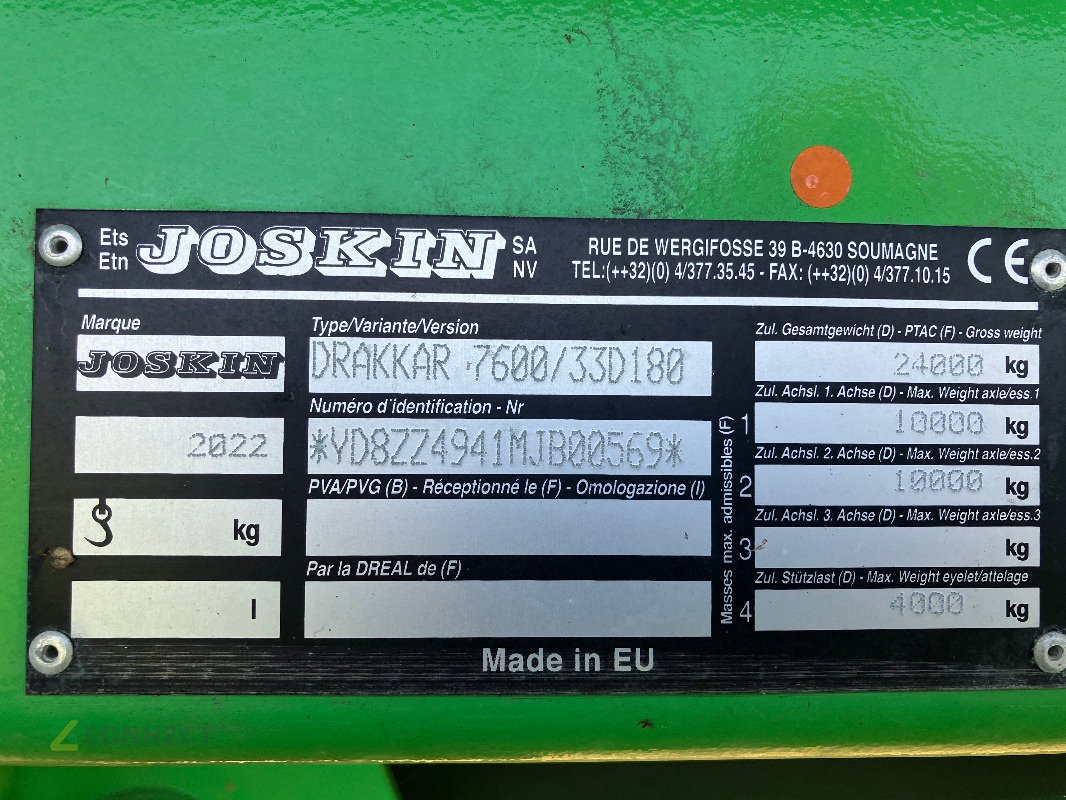 Ets JOSKIN SA
Etn NV
RUE DE WERGIFOSSE 39 B-4630 SOUMAGNE
TEL:(++32)(0) 4/377.35.45 - FAX: (++32)(0) 4/377.10.15
CE
Marque
JOSKIN
2022
kg
l
Type/Variante/Version
DRAKKAR 7600/33D180
Numéro d'identification - Nr
*YD8ZZ4941MJB00569*
PVA/PVG (B) - Réceptionné le (F) - Omologazione (I)
Par la DREAL de (F)
Masses max. admissibles (F)
Zul. Gesamtgewicht (D) - PTAC (F) - Gross weight
24000 kg
Zul. Achsl. 1. Achse (D) - Max. Weight axle/ess.1
1 10000 kg
Zul. Achsl. 2. Achse (D) - Max. Weight axle/ess.2
2 10000 kg
Zul. Achsl. 3. Achse (D) - Max. Weight axle/ess.3
3 kg
Zul. Stützlast (D) - Max. Weight eyelet/attelage
4 4000 kg
Made in EU
CONNECT